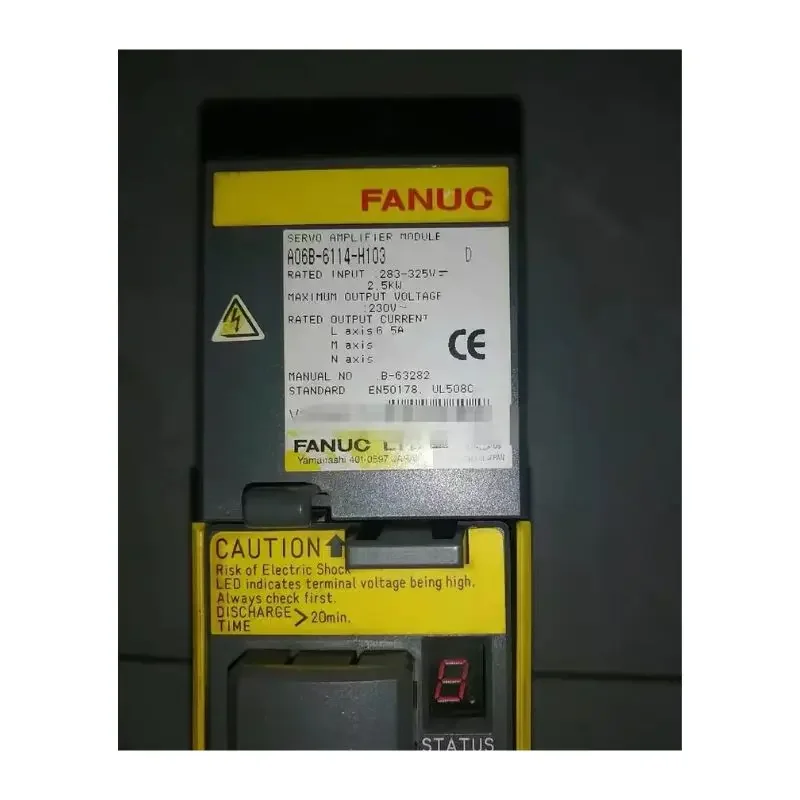 FANUC
SERVO AMPLIFIER MODULE
A06B-6114-H103 D
RATED INPUT 283-325V
2.5KW
MAXIMUM OUTPUT VOLTAGE
230V~
RATED OUTPUT CURRENT
L axis 6.5A
M axis
N axis
CE
MANUAL NO. B-63282
STANDARD EN50178. UL508C
V
FANUC
Yamanashi 401-0597 JAPAN
CAUTION
Risk of Electric Shock
LED indicates terminal voltage being high.
Always check first.
DISCHARGE TIME > 20min.
8.
STATUS